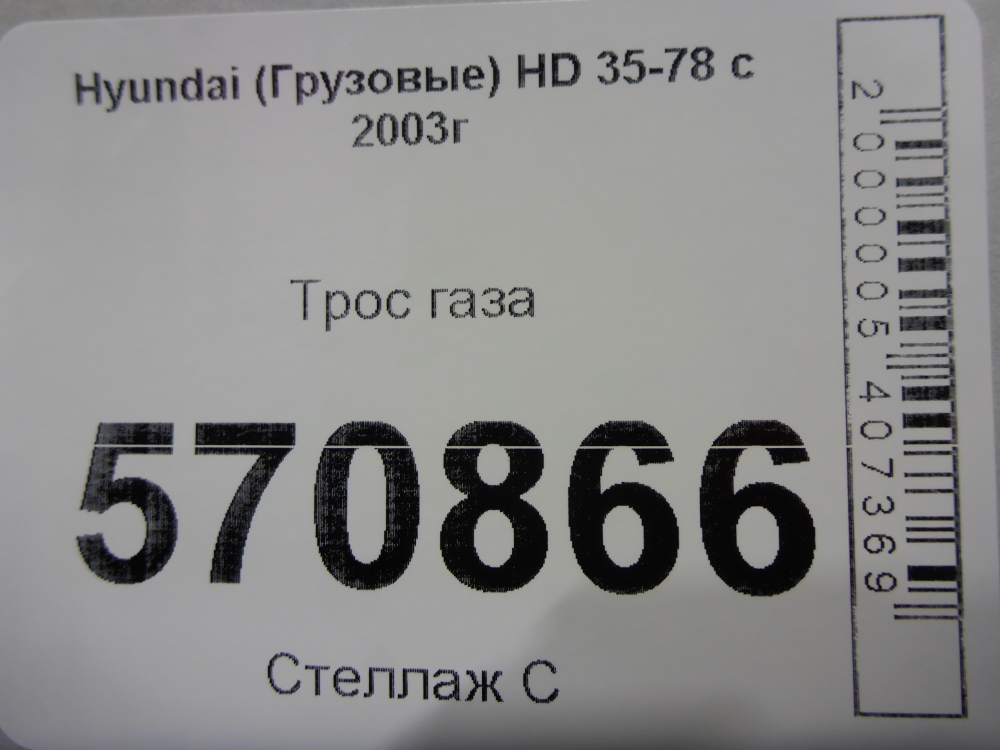 Hyundai (Грузовые) HD 35-78 с
2003г
Трос газа
570866
Стеллаж С
2000005407369